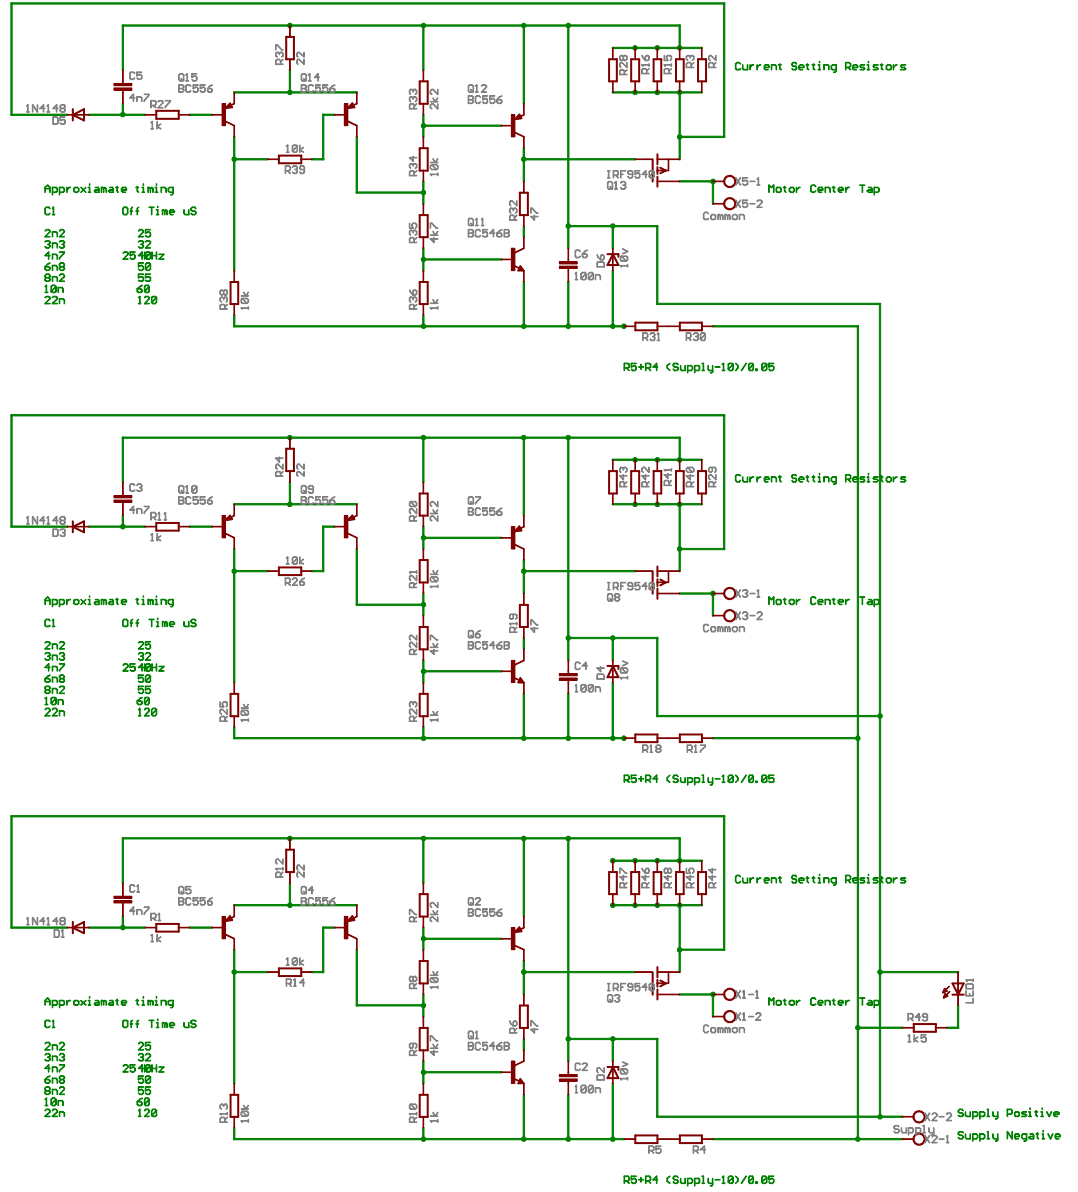 R37
22
C5
4n7
Q15
BC556
Q14
BC556
R33
2k2
Q12
BC556
R28
R16
R15
R3
R2
Current Setting Resistors
1N4148
D5
R27
1k
10k
R39
R34
10k
IRF9540
Q13
X5-1
X5-2
Common
Motor Center Tap
Approxiamate timing
C1 Off Time uS
2n2 25
3n3 32
4n7 25 40Hz
6n8 50
8n2 55
10n 60
22n 120
R32
47
R35
4k7
Q11
BC546B
C6
100n
D6
10v
R38
10k
R36
1k
R31
R30
R5+R4 (Supply-10)/0.05
R24
22
C3
4n7
Q10
BC556
Q9
BC556
R20
2k2
Q7
BC556
R43
R42
R41
R40
R29
Current Setting Resistors
1N4148
D3
R11
1k
10k
R26
R21
10k
IRF9540
Q8
X3-1
X3-2
Common
Motor Center Tap
Approxiamate timing
C1 Off Time uS
2n2 25
3n3 32
4n7 25 40Hz
6n8 50
8n2 55
10n 60
22n 120
R19
47
R22
4k7
Q6
BC546B
C4
100n
D4
10v
R25
10k
R23
1k
R18
R17
R5+R4 (Supply-10)/0.05
R12
22
C1
4n7
Q5
BC556
Q4
BC556
R7
2k2
Q2
BC556
R47
R46
R48
R45
R44
Current Setting Resistors
1N4148
D1
R1
1k
10k
R14
R8
10k
IRF9540
Q3
X1-1
X1-2
Common
Motor Center Tap
LED1
R49
1k5
Approxiamate timing
C1 Off Time uS
2n2 25
3n3 32
4n7 25 40Hz
6n8 50
8n2 55
10n 60
22n 120
R6
47
R9
4k7
Q1
BC546B
C2
100n
D2
10v
R13
10k
R10
1k
R5
R4
X2-2
Supply Positive
Supply
X2-1
Supply Negative
R5+R4 (Supply-10)/0.05